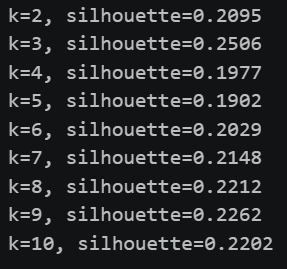 k=2, silhouette=0.2095
k=3, silhouette=0.2506
k=4, silhouette=0.1977
k=5, silhouette=0.1902
k=6, silhouette=0.2029
k=7, silhouette=0.2148
k=8, silhouette=0.2212
k=9, silhouette=0.2262
k=10, silhouette=0.2202